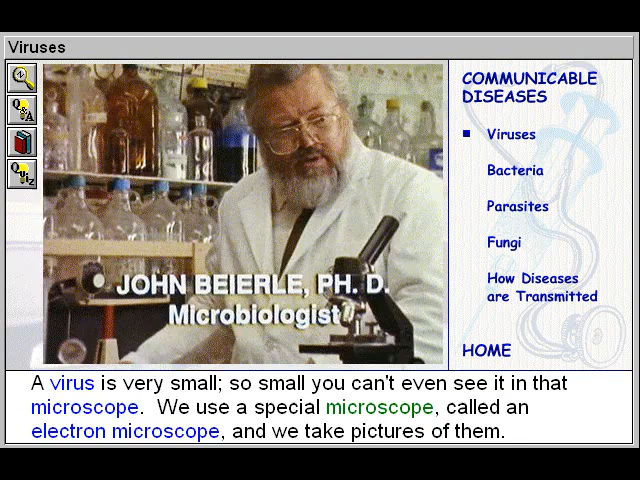 Viruses
Q&A
Quiz
JOHN BEIERLE, PH. D.
Microbiologist
COMMUNICABLE
DISEASES
Viruses
Bacteria
Parasites
Fungi
How Diseases
are Transmitted
HOME
A virus is very small; so small you can't even see it in that
microscope.  We use a special microscope, called an
electron microscope, and we take pictures of them.